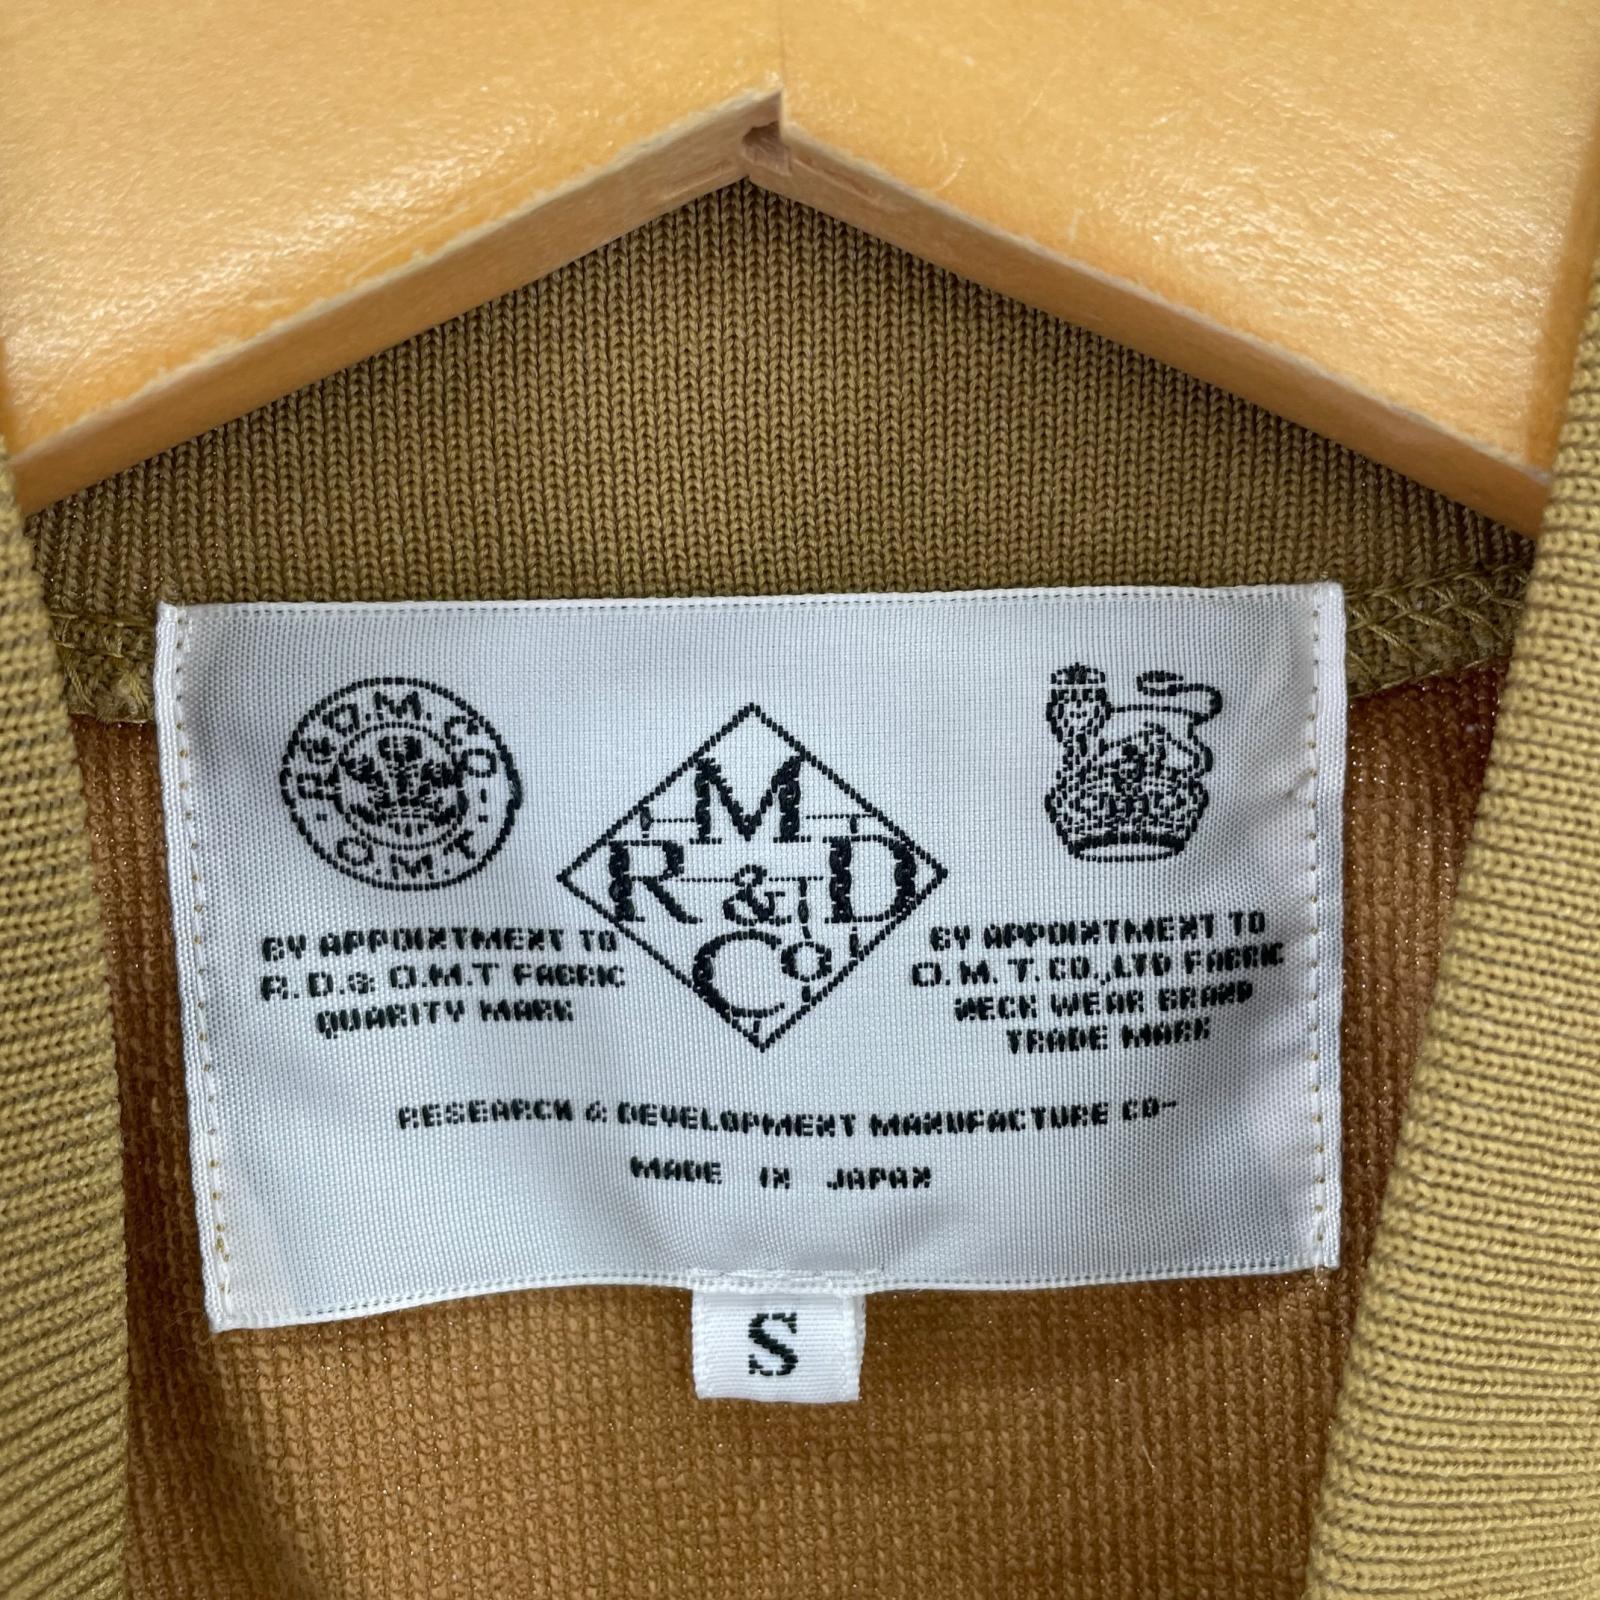 R&D.M.CO-
-O.M.T.-
M
R&D
Co
BY APPOINTMENT TO
R.D.& O.M.T FABRIC
QUARITY MARK
BY APPOINTMENT TO
O.M.T.CO.,LTD FABRIC
NECK WEAR BRAND
TRADE MARK
RESEARCH & DEVELOPMENT MANUFACTURE CO-
MADE IN JAPAN
S